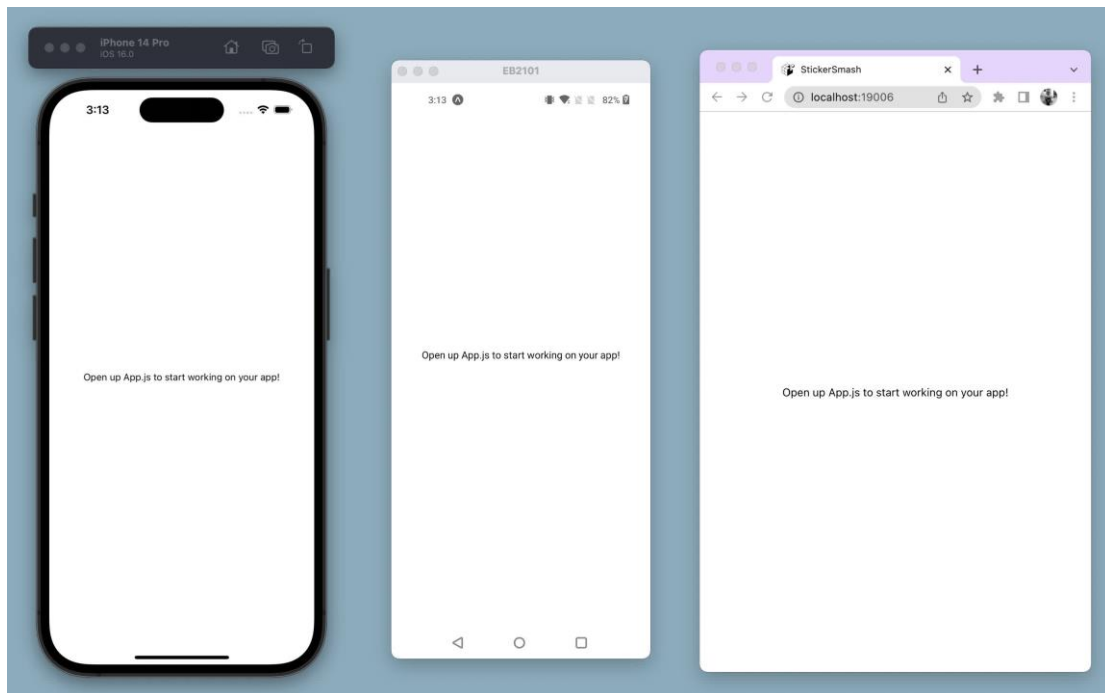 iPhone 14 Pro
iOS 16.0
3:13
Open up App.js to start working on your app!
EB2101
3:13
82%
Open up App.js to start working on your app!
StickerSmash
localhost:19006
Open up App.js to start working on your app!